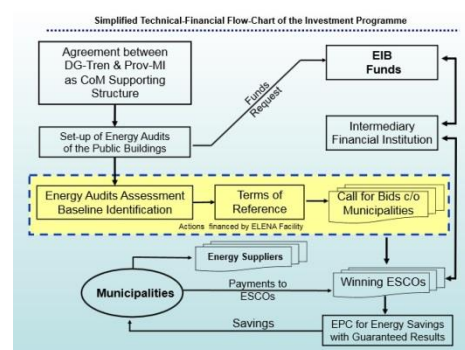 Simplified Technical-Financial Flow-Chart of the Investment Programme
Agreement between
DG-Tren & Prov-MI
as CoM Supporting
Structure
EIB
Funds
Funds
Request
Set-up of Energy Audits
of the Public Buildings
Intermediary
Financial Institution
Energy Audits Assessment
Baseline Identification
Terms of
Reference
Call for Bids c/o
Municipalities
Actions financed by ELENA Facility
Energy Suppliers
Municipalities
Payments to
ESCOs
Winning ESCOs
Savings
EPC for Energy Savings
with Guaranteed Results